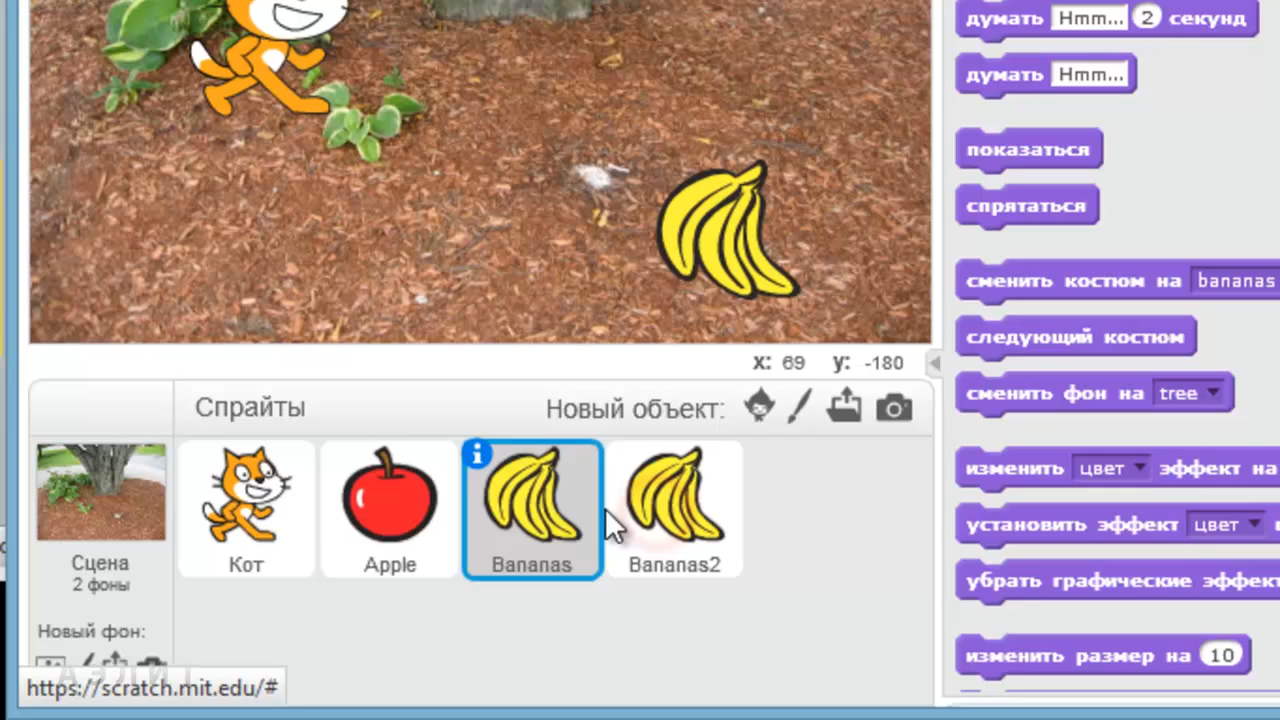 думать Hmm... 2 секунд
думать Hmm...
показаться
спрятаться
сменить костюм на bananas
следующий костюм
сменить фон на tree
изменить цвет эффект на
установить эффект цвет
убрать графические эффект
изменить размер на 10
x: 69 y: -180
Спрайты
Новый объект:
Сцена
2 фоны
Новый фон:
i
Кот
Apple
Bananas
Bananas2
https://scratch.mit.edu/#